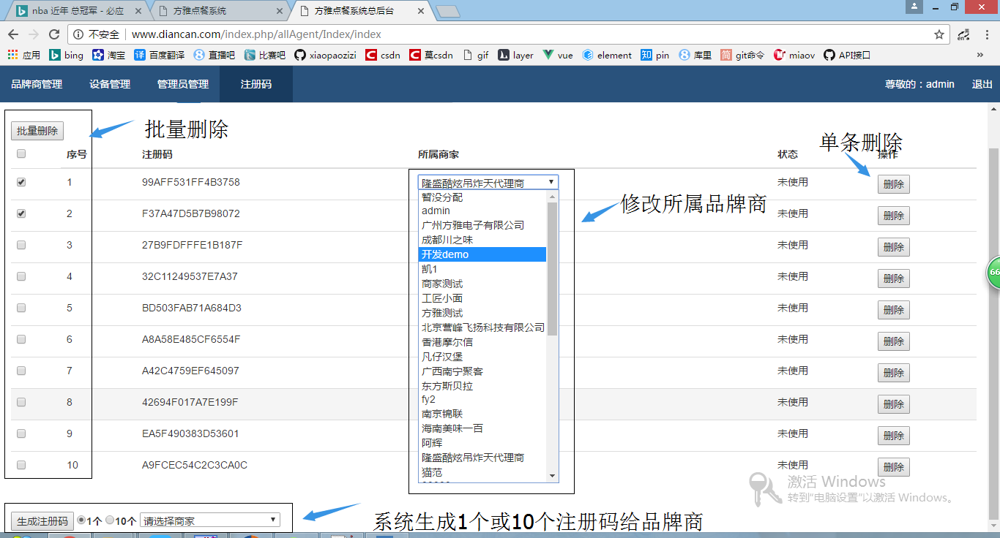 nba 近年 总冠军 - 必应 方雅点餐系统 方雅点餐系统总后台
不安全 www.diancan.com/index.php/allAgent/Index/index
应用 bing 淘宝 译 百度翻译 直播吧 比赛吧 xiaopaozizi csdn 莫csdn gif layer vue element 知 pin 库里 简 git命令 miaov API接口 »
品牌商管理 设备管理 管理员管理 注册码 尊敬的：admin 退出
批量删除 批量删除 单条删除
序号 注册码 所属商家 状态 操作
1 99AFF531FF4B3758 隆盛酷炫吊炸天代理商 未使用 删除
2 F37A47D5B7B98072 未使用 删除
3 27B9FDFFFE1B187F 未使用 删除
4 32C11249537E7A37 未使用 删除
5 BD503FAB71A684D3 未使用 删除
6 A8A58E485CF6554F 未使用 删除
7 A42C4759EF645097 未使用 删除
8 42694F017A7E199F 未使用 删除
9 EA5F490383D53601 未使用 删除
10 A9FCEC54C2C3CA0C 未使用 删除
暂没分配
admin
广州方雅电子有限公司
成都川之味
开发demo
凯1
商家测试
工匠小面
方雅测试
北京营峰飞扬科技有限公司
香港摩尔信
凡仔汉堡
广西南宁聚客
东方斯贝拉
fy2
南京锦联
海南美味一百
阿辉
隆盛酷炫吊炸天代理商
猫范
修改所属品牌商
66
激活 Windows
转到“电脑设置”以激活 Windows。
生成注册码 1个 10个 请选择商家
系统生成1个或10个注册码给品牌商